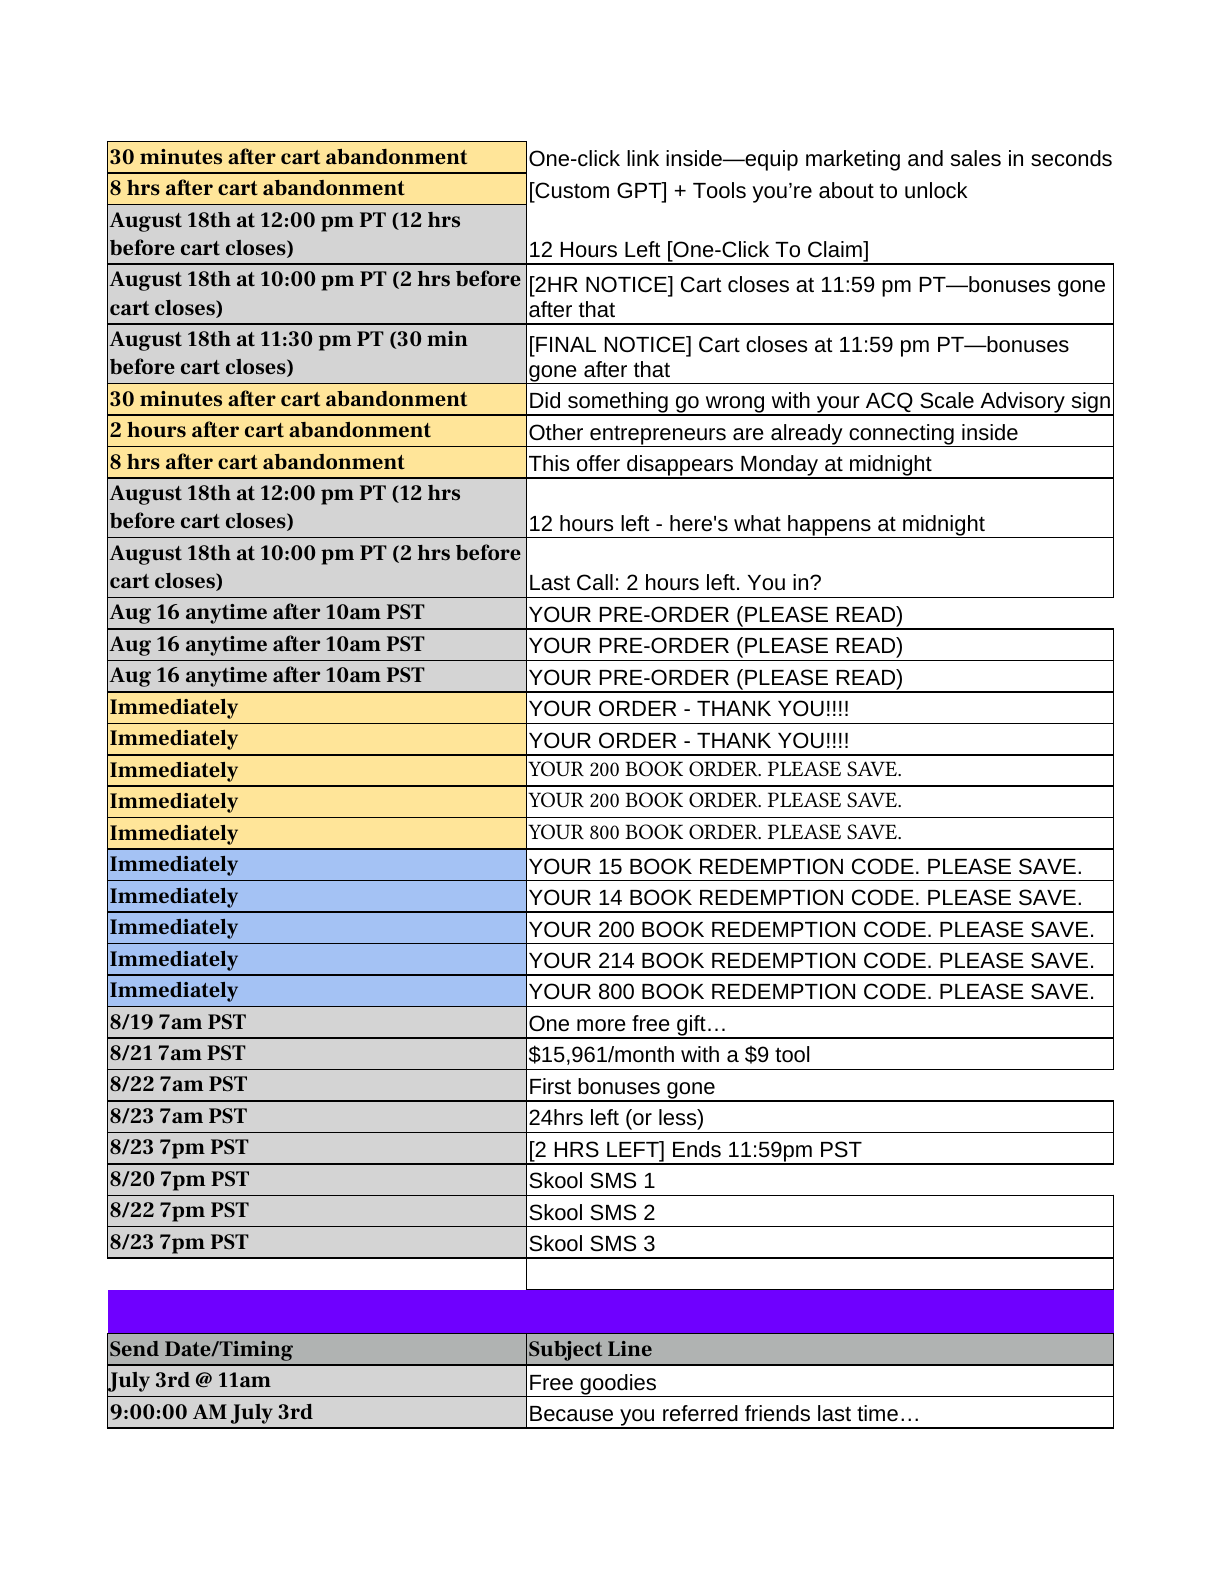 30 minutes after cart abandonment One-click link inside—equip marketing and sales in seconds
8 hrs after cart abandonment [Custom GPT] + Tools you’re about to unlock
August 18th at 12:00 pm PT (12 hrs
before cart closes) 12 Hours Left [One-Click To Claim]
August 18th at 10:00 pm PT (2 hrs before [2HR NOTICE] Cart closes at 11:59 pm PT—bonuses gone
cart closes) after that
August 18th at 11:30 pm PT (30 min [FINAL NOTICE] Cart closes at 11:59 pm PT—bonuses
before cart closes) gone after that
30 minutes after cart abandonment Did something go wrong with your ACQ Scale Advisory sign
2 hours after cart abandonment Other entrepreneurs are already connecting inside
8 hrs after cart abandonment This offer disappears Monday at midnight
August 18th at 12:00 pm PT (12 hrs
before cart closes) 12 hours left - here's what happens at midnight
August 18th at 10:00 pm PT (2 hrs before
cart closes) Last Call: 2 hours left. You in?
Aug 16 anytime after 10am PST YOUR PRE-ORDER (PLEASE READ)
Aug 16 anytime after 10am PST YOUR PRE-ORDER (PLEASE READ)
Aug 16 anytime after 10am PST YOUR PRE-ORDER (PLEASE READ)
Immediately YOUR ORDER - THANK YOU!!!!
Immediately YOUR ORDER - THANK YOU!!!!
Immediately YOUR 200 BOOK ORDER. PLEASE SAVE.
Immediately YOUR 200 BOOK ORDER. PLEASE SAVE.
Immediately YOUR 800 BOOK ORDER. PLEASE SAVE.
Immediately YOUR 15 BOOK REDEMPTION CODE. PLEASE SAVE.
Immediately YOUR 14 BOOK REDEMPTION CODE. PLEASE SAVE.
Immediately YOUR 200 BOOK REDEMPTION CODE. PLEASE SAVE.
Immediately YOUR 214 BOOK REDEMPTION CODE. PLEASE SAVE.
Immediately YOUR 800 BOOK REDEMPTION CODE. PLEASE SAVE.
8/19 7am PST One more free gift…
8/21 7am PST $15,961/month with a $9 tool
8/22 7am PST First bonuses gone
8/23 7am PST 24hrs left (or less)
8/23 7pm PST [2 HRS LEFT] Ends 11:59pm PST
8/20 7pm PST Skool SMS 1
8/22 7pm PST Skool SMS 2
8/23 7pm PST Skool SMS 3
Send Date/Timing Subject Line
July 3rd @ 11am Free goodies
9:00:00 AM July 3rd Because you referred friends last time…